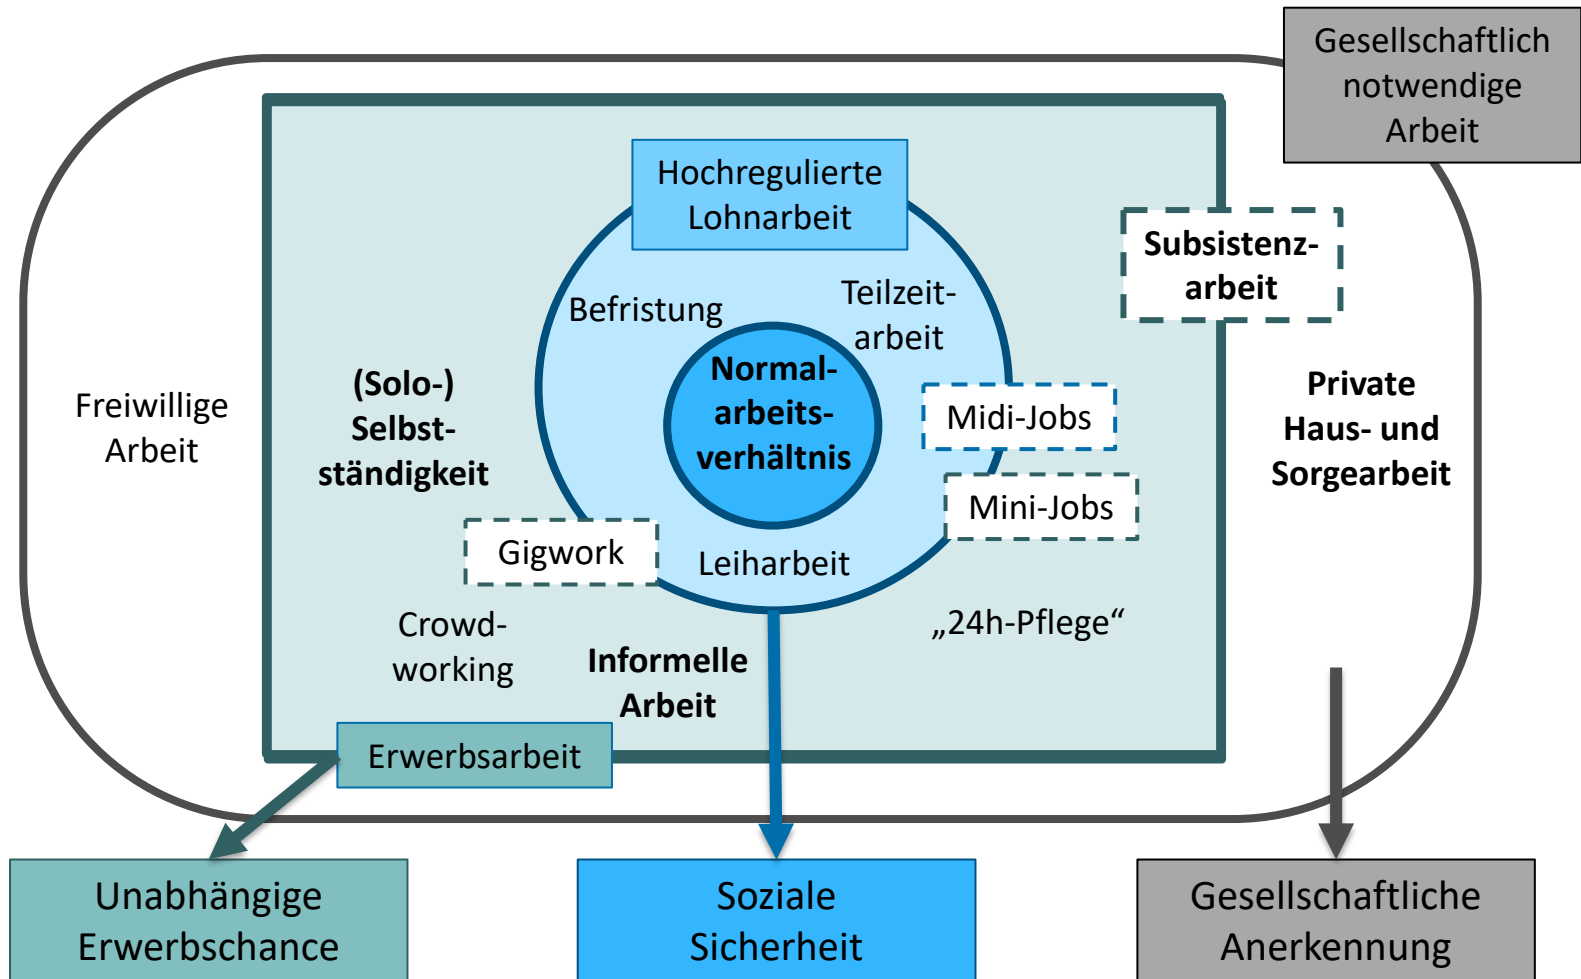 Gesellschaftlich
notwendige
Arbeit
Hochregulierte
Lohnarbeit
Subsistenz-
arbeit
Befristung
Teilzeit-
arbeit
Normal-
arbeits-
verhältnis
(Solo-)
Selbst-
ständigkeit
Freiwillige
Arbeit
Midi-Jobs
Mini-Jobs
Private
Haus- und
Sorgearbeit
Gigwork
Leiharbeit
Crowd-
working
Informelle
Arbeit
„24h-Pflege“
Erwerbsarbeit
Unabhängige
Erwerbschance
Soziale
Sicherheit
Gesellschaftliche
Anerkennung